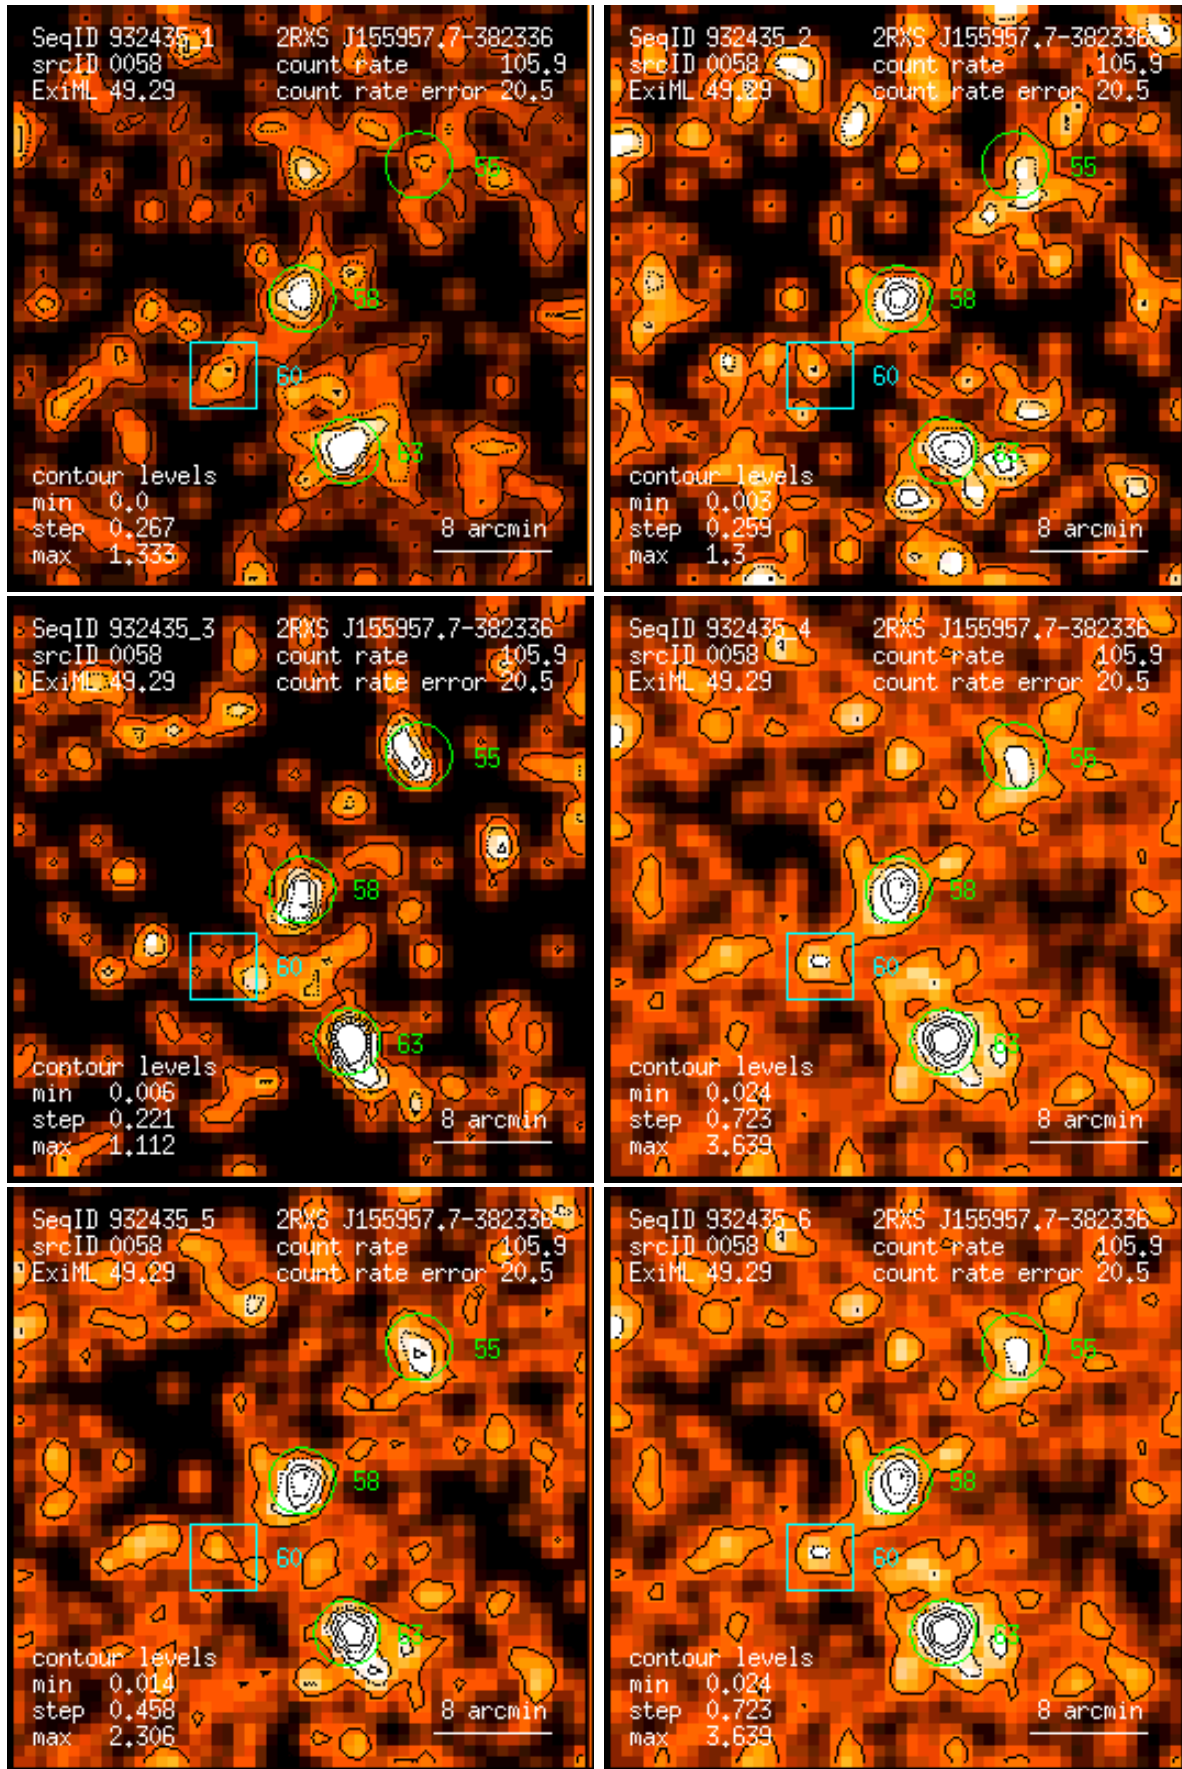 SeqID 932435_1 2RXS J155957.7-382336
srcID 0058 count rate 105.9
ExiML 49.29 count rate error 20.5
55
58
60
63
contour levels
min 0.0
step 0.267
max 1.333
8 arcmin
SeqID 932435_2 2RXS J155957.7-382336
srcID 0058 count rate 105.9
ExiML 49.29 count rate error 20.5
55
58
60
63
contour levels
min 0.003
step 0.259
max 1.3
8 arcmin
SeqID 932435_3 2RXS J155957.7-382336
srcID 0058 count rate 105.9
ExiML 49.29 count rate error 20.5
55
58
60
63
contour levels
min 0.006
step 0.221
max 1.112
8 arcmin
SeqID 932435_4 2RXS J155957.7-382336
srcID 0058 count rate 105.9
ExiML 49.29 count rate error 20.5
55
58
60
63
contour levels
min 0.024
step 0.723
max 3.639
8 arcmin
SeqID 932435_5 2RXS J155957.7-382336
srcID 0058 count rate 105.9
ExiML 49.29 count rate error 20.5
55
58
60
63
contour levels
min 0.014
step 0.458
max 2.306
8 arcmin
SeqID 932435_6 2RXS J155957.7-382336
srcID 0058 count rate 105.9
ExiML 49.29 count rate error 20.5
55
58
60
63
contour levels
min 0.024
step 0.723
max 3.639
8 arcmin